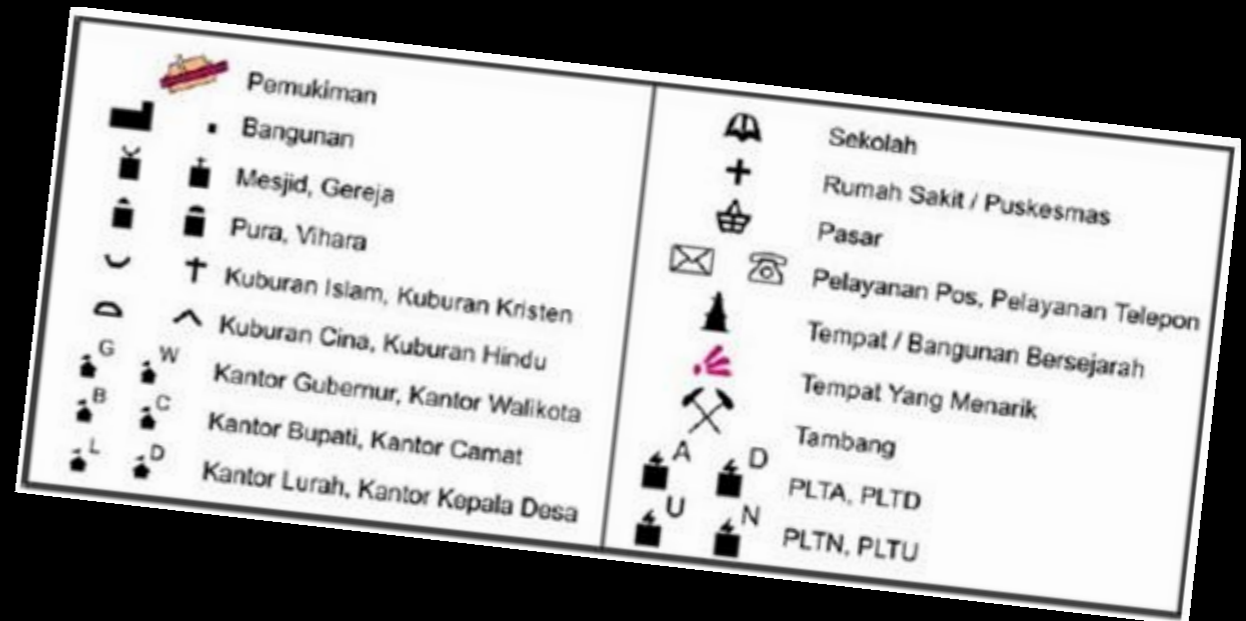 Pemukiman
Bangunan
Mesjid, Gereja
Pura, Vihara
Kuburan Islam, Kuburan Kristen
Kuburan Cina, Kuburan Hindu
G W Kantor Gubernur, Kantor Walikota
B C Kantor Bupati, Kantor Camat
L D Kantor Lurah, Kantor Kepala Desa
Sekolah
Rumah Sakit / Puskesmas
Pasar
Pelayanan Pos, Pelayanan Telepon
Tempat / Bangunan Bersejarah
Tempat Yang Menarik
Tambang
A D PLTA, PLTD
U N PLTN, PLTU